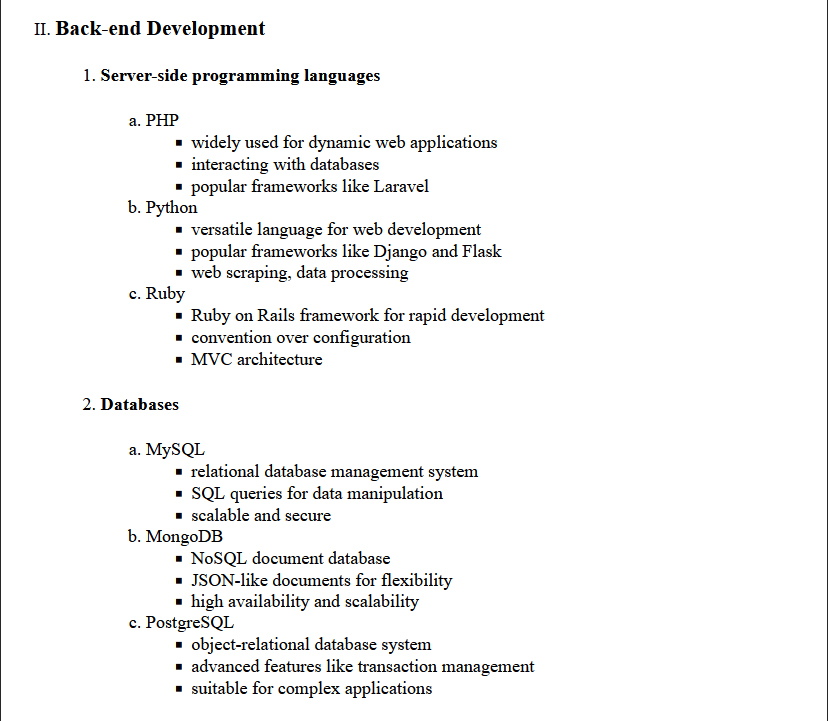 II. Back-end Development
1. Server-side programming languages
a. PHP
▪ widely used for dynamic web applications
▪ interacting with databases
▪ popular frameworks like Laravel
b. Python
▪ versatile language for web development
▪ popular frameworks like Django and Flask
▪ web scraping, data processing
c. Ruby
▪ Ruby on Rails framework for rapid development
▪ convention over configuration
▪ MVC architecture
2. Databases
a. MySQL
▪ relational database management system
▪ SQL queries for data manipulation
▪ scalable and secure
b. MongoDB
▪ NoSQL document database
▪ JSON-like documents for flexibility
▪ high availability and scalability
c. PostgreSQL
▪ object-relational database system
▪ advanced features like transaction management
▪ suitable for complex applications